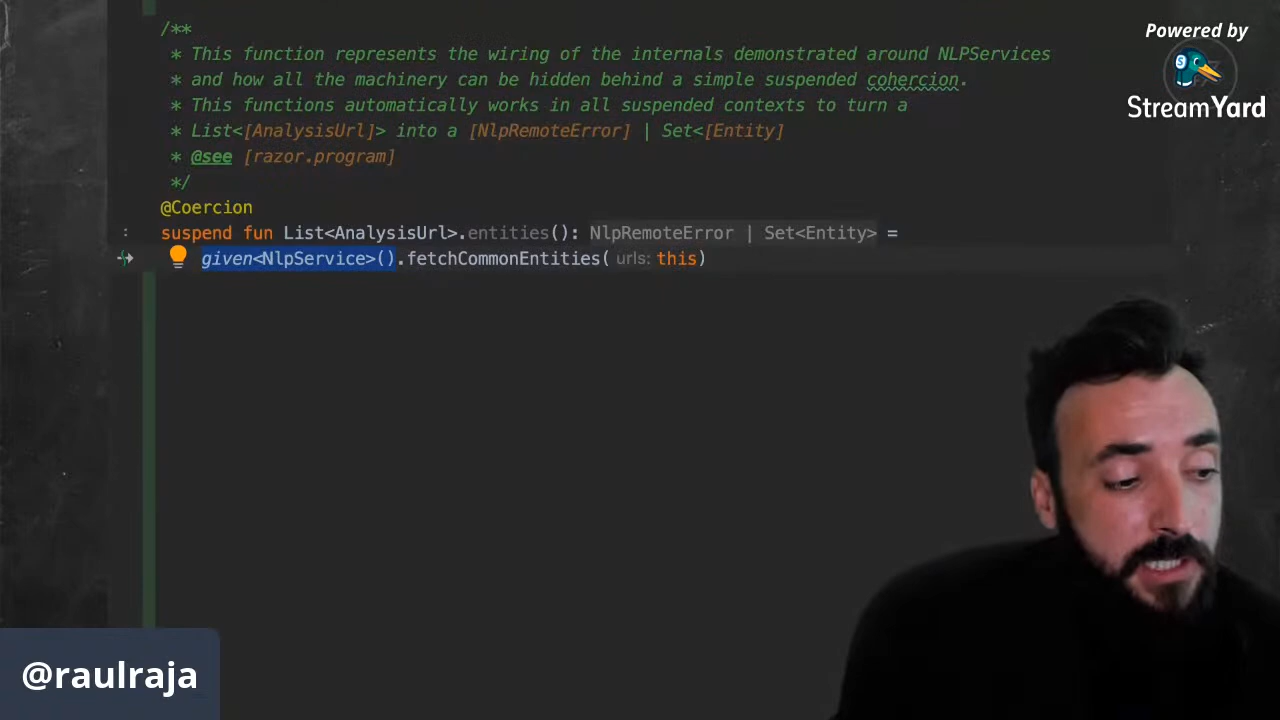 /**
* This function represents the wiring of the internals demonstrated around NLPServices
* and how all the machinery can be hidden behind a simple suspended cohercion.
* This functions automatically works in all suspended contexts to turn a
* List<[AnalysisUrl]> into a [NlpRemoteError] | Set<[Entity]
* @see [razor.program]
*/
@Coercion
suspend fun List<AnalysisUrl>.entities(): NlpRemoteError | Set<Entity> =
given<NlpService>().fetchCommonEntities( urls: this)
Powered by
StreamYard
@raulraja